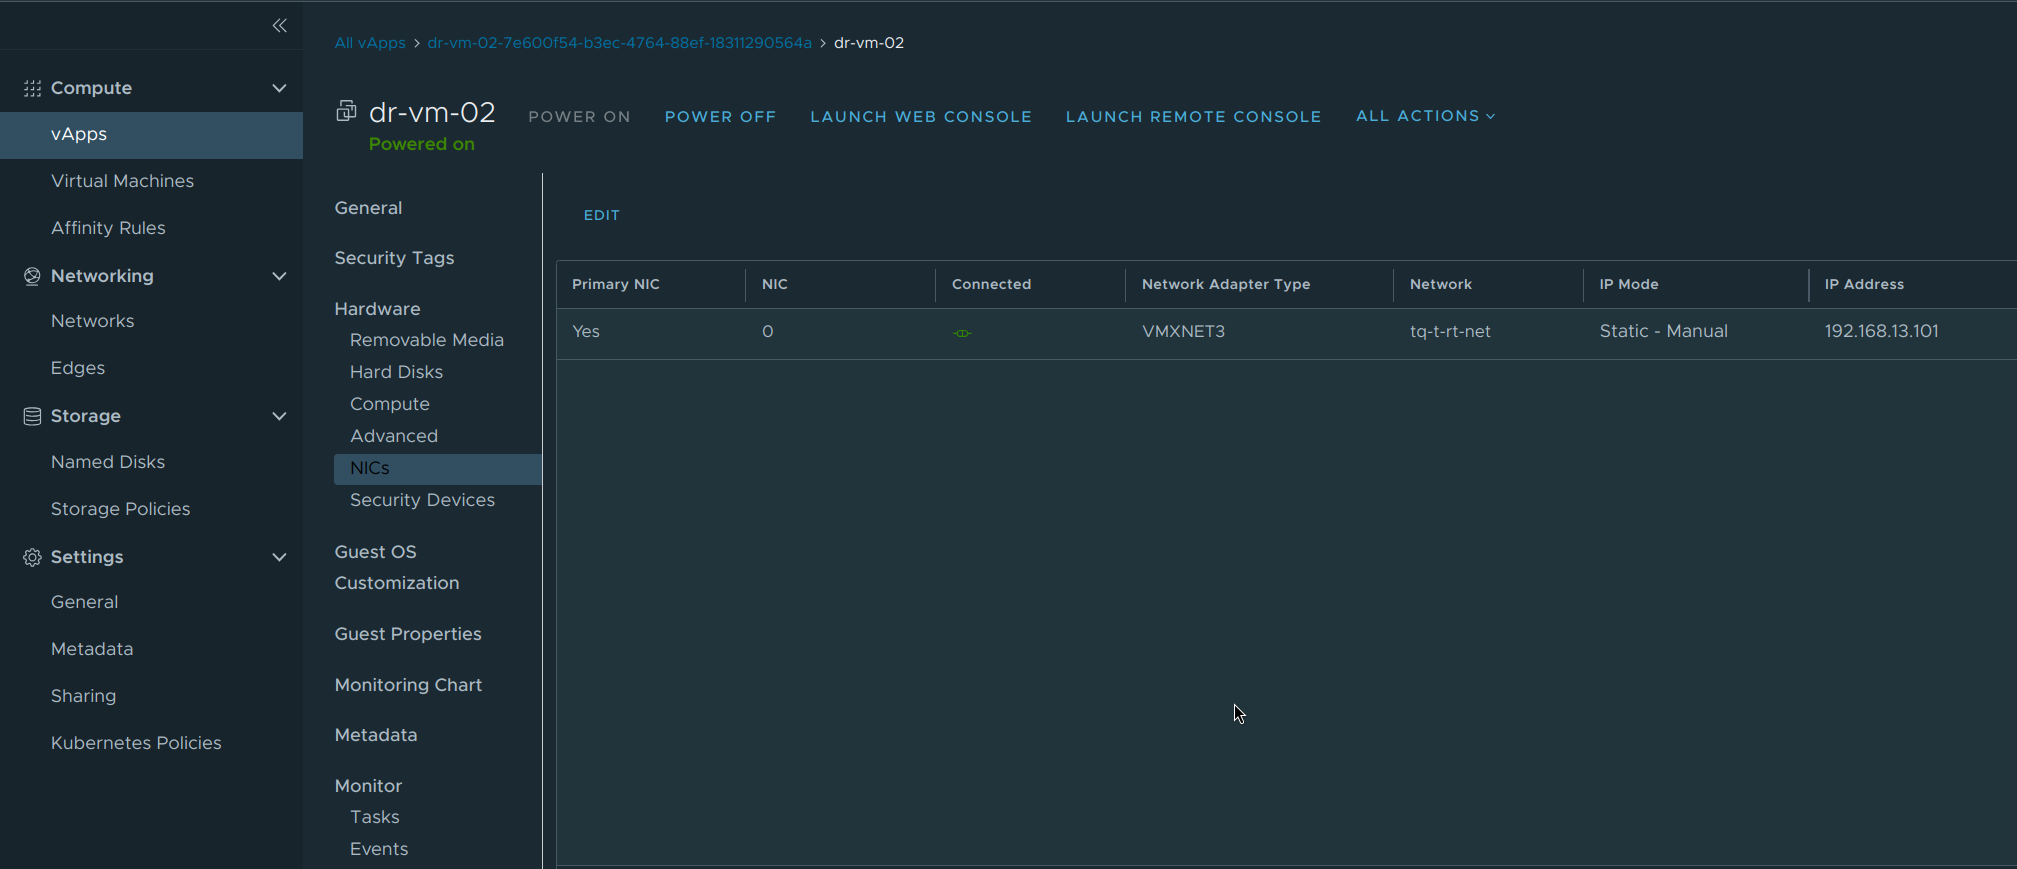 All vApps > dr-vm-02-7e600f54-b3ec-4764-88ef-18311290564a > dr-vm-02
Compute
vApps
Virtual Machines
Affinity Rules
Networking
Networks
Edges
Storage
Named Disks
Storage Policies
Settings
General
Metadata
Sharing
Kubernetes Policies
dr-vm-02 POWER ON POWER OFF LAUNCH WEB CONSOLE LAUNCH REMOTE CONSOLE ALL ACTIONS
Powered on
General
Security Tags
Hardware
Removable Media
Hard Disks
Compute
Advanced
NICs
Security Devices
Guest OS
Customization
Guest Properties
Monitoring Chart
Metadata
Monitor
Tasks
Events
EDIT
Primary NIC NIC Connected Network Adapter Type Network IP Mode IP Address
Yes 0 VMXNET3 tq-t-rt-net Static - Manual 192.168.13.101